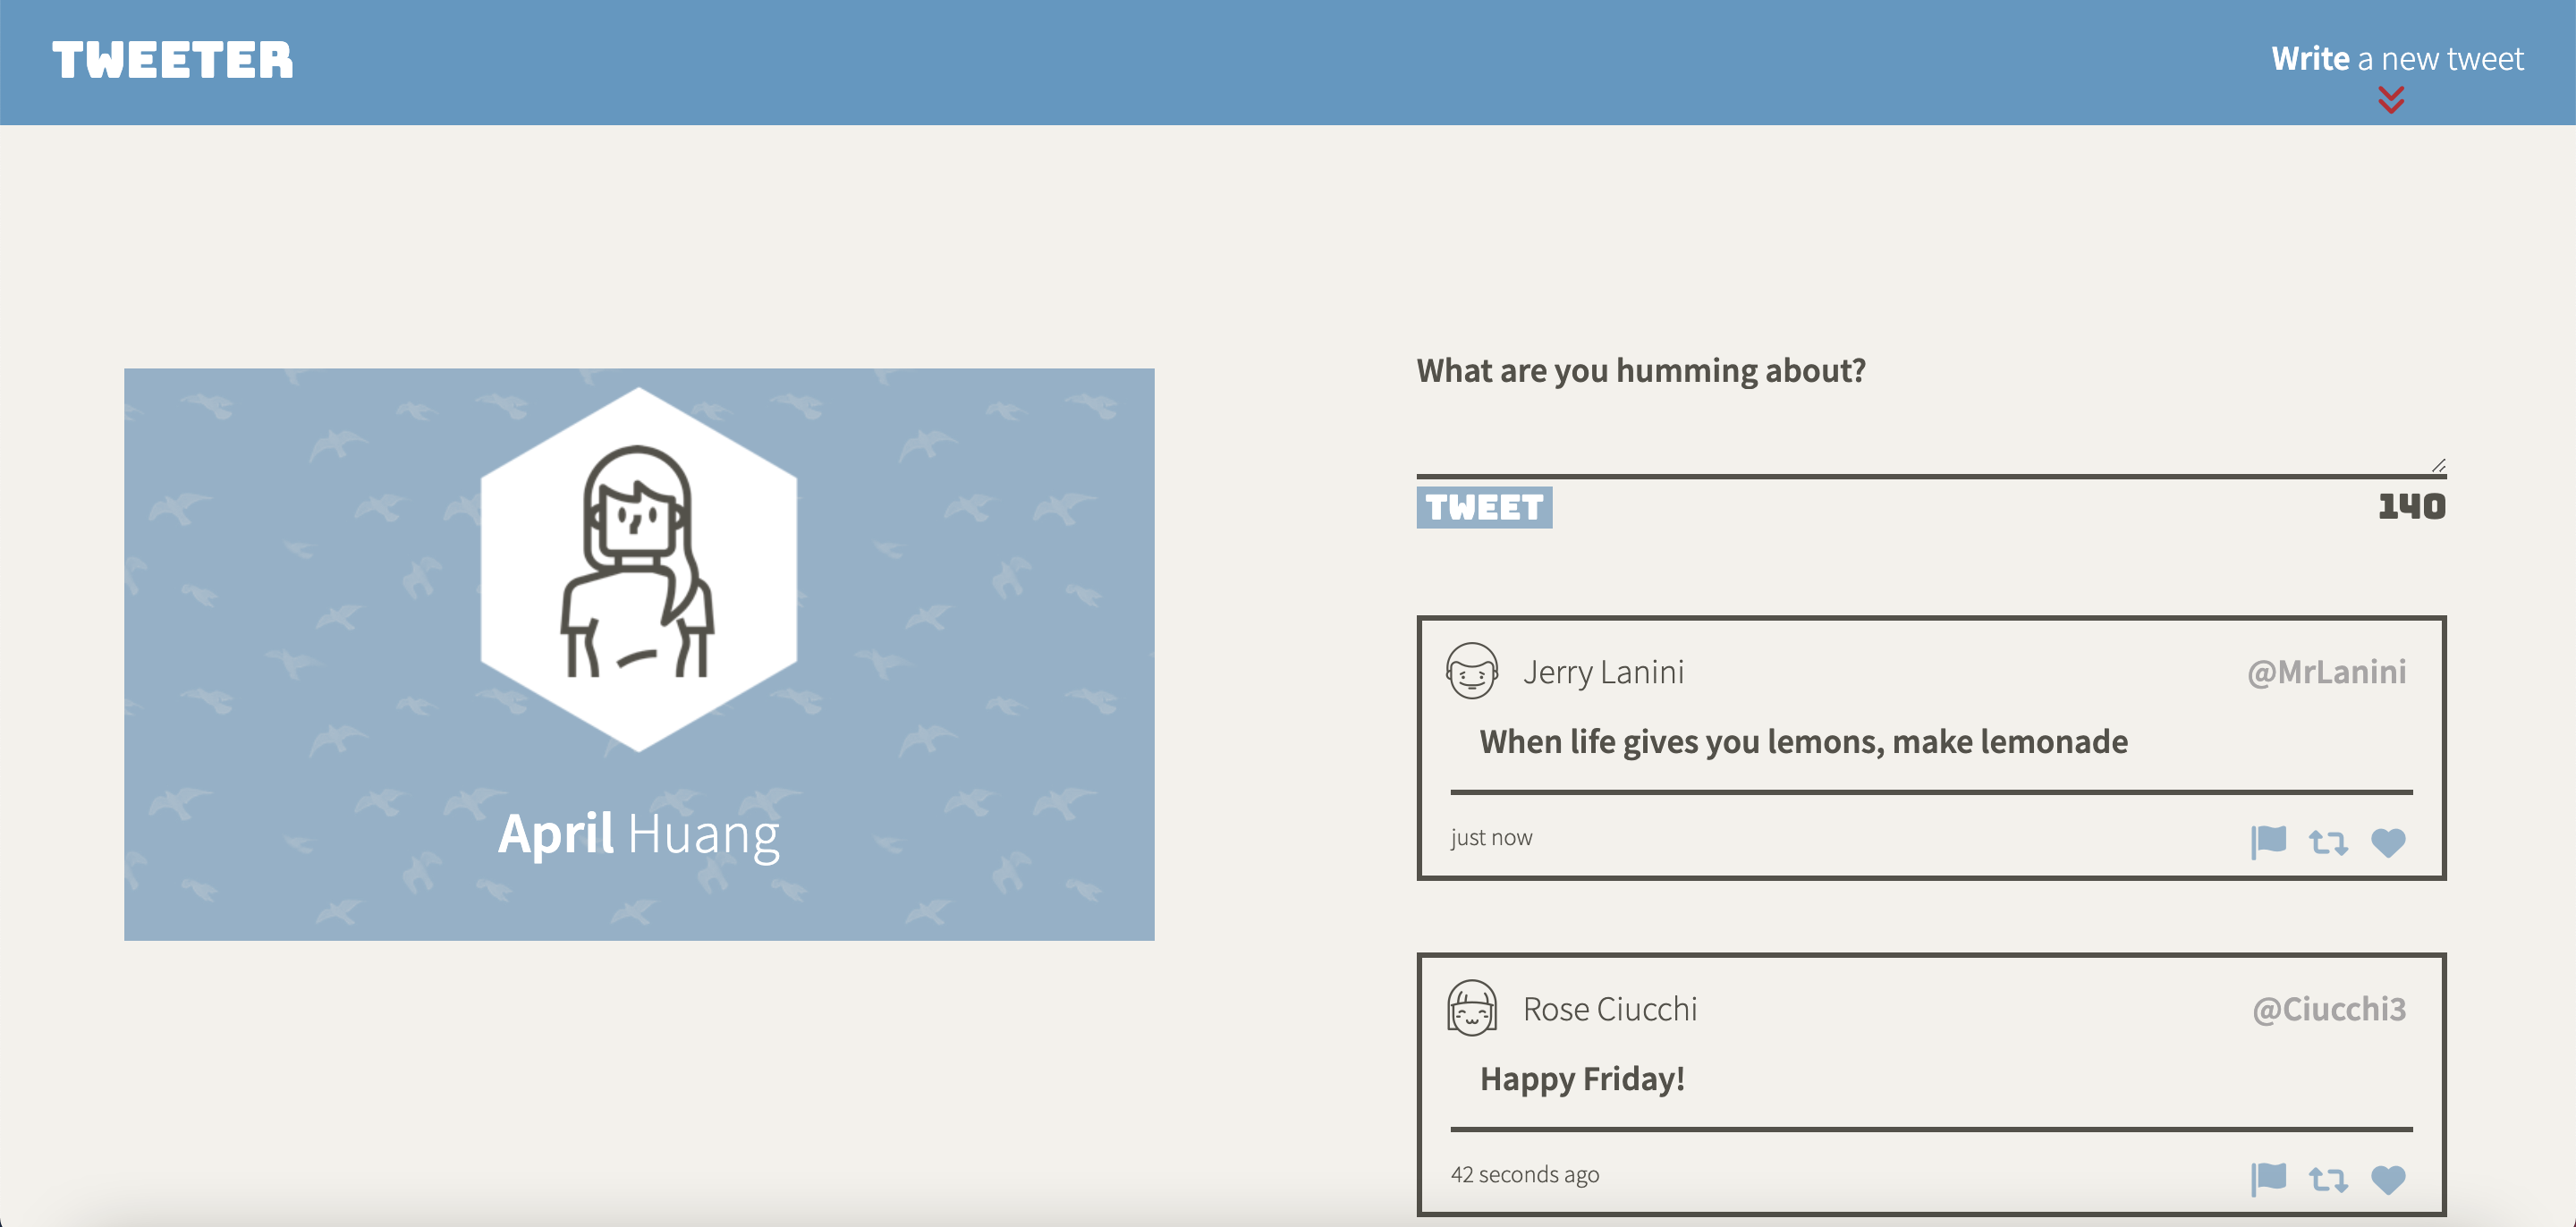 TWEETER
Write a new tweet
April Huang
What are you humming about?
TWEET
140
Jerry Lanini
@MrLanini
When life gives you lemons, make lemonade
just now
Rose Ciucchi
@Ciucchi3
Happy Friday!
42 seconds ago